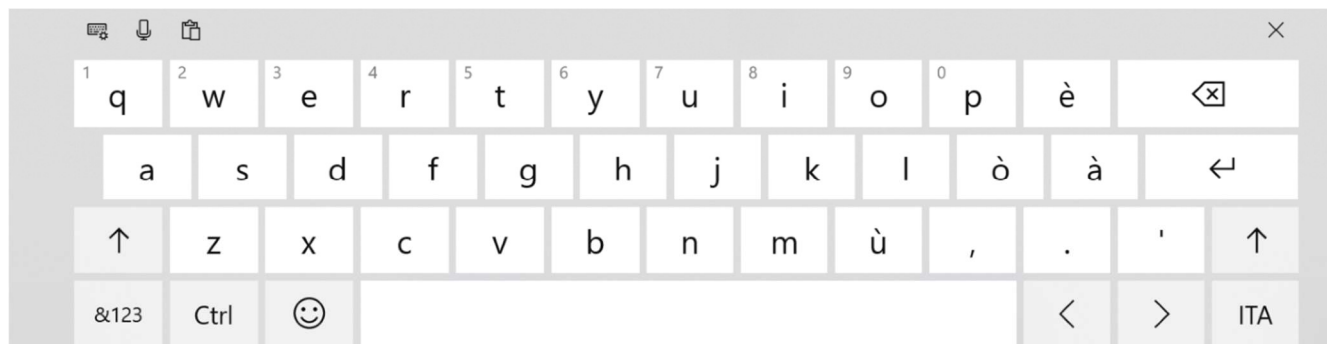 1 q 2 w 3 e 4 r 5 t 6 y 7 u 8 i 9 o 0 p è
a s d f g h j k l ò à
z x c v b n m ù , . '
&123 Ctrl < > ITA